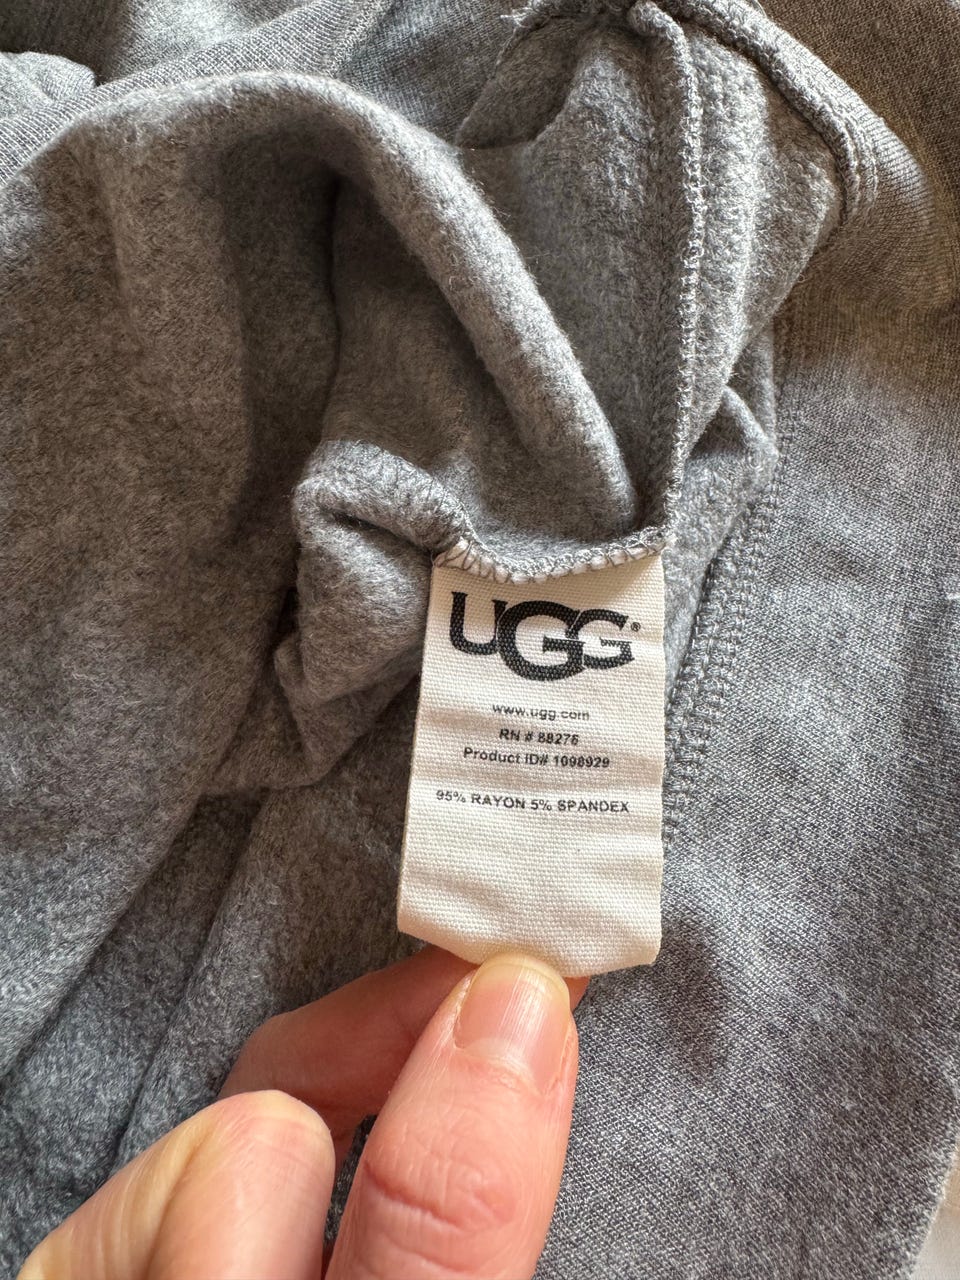 UGG®
www.ugg.com
RN # 88276
Product ID# 1098929
95% RAYON 5% SPANDEX